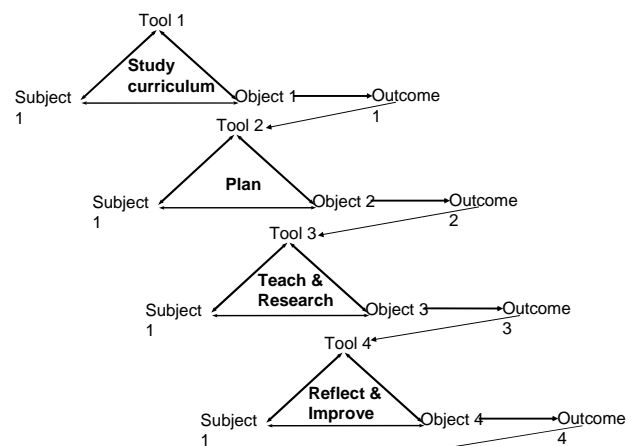 Tool 1
Study
curriculum
Subject
1
Object 1
Outcome
1
Tool 2
Plan
Subject
1
Object 2
Outcome
2
Tool 3
Teach &
Research
Subject
1
Object 3
Outcome
3
Tool 4
Reflect &
Improve
Subject
1
Object 4
Outcome
4